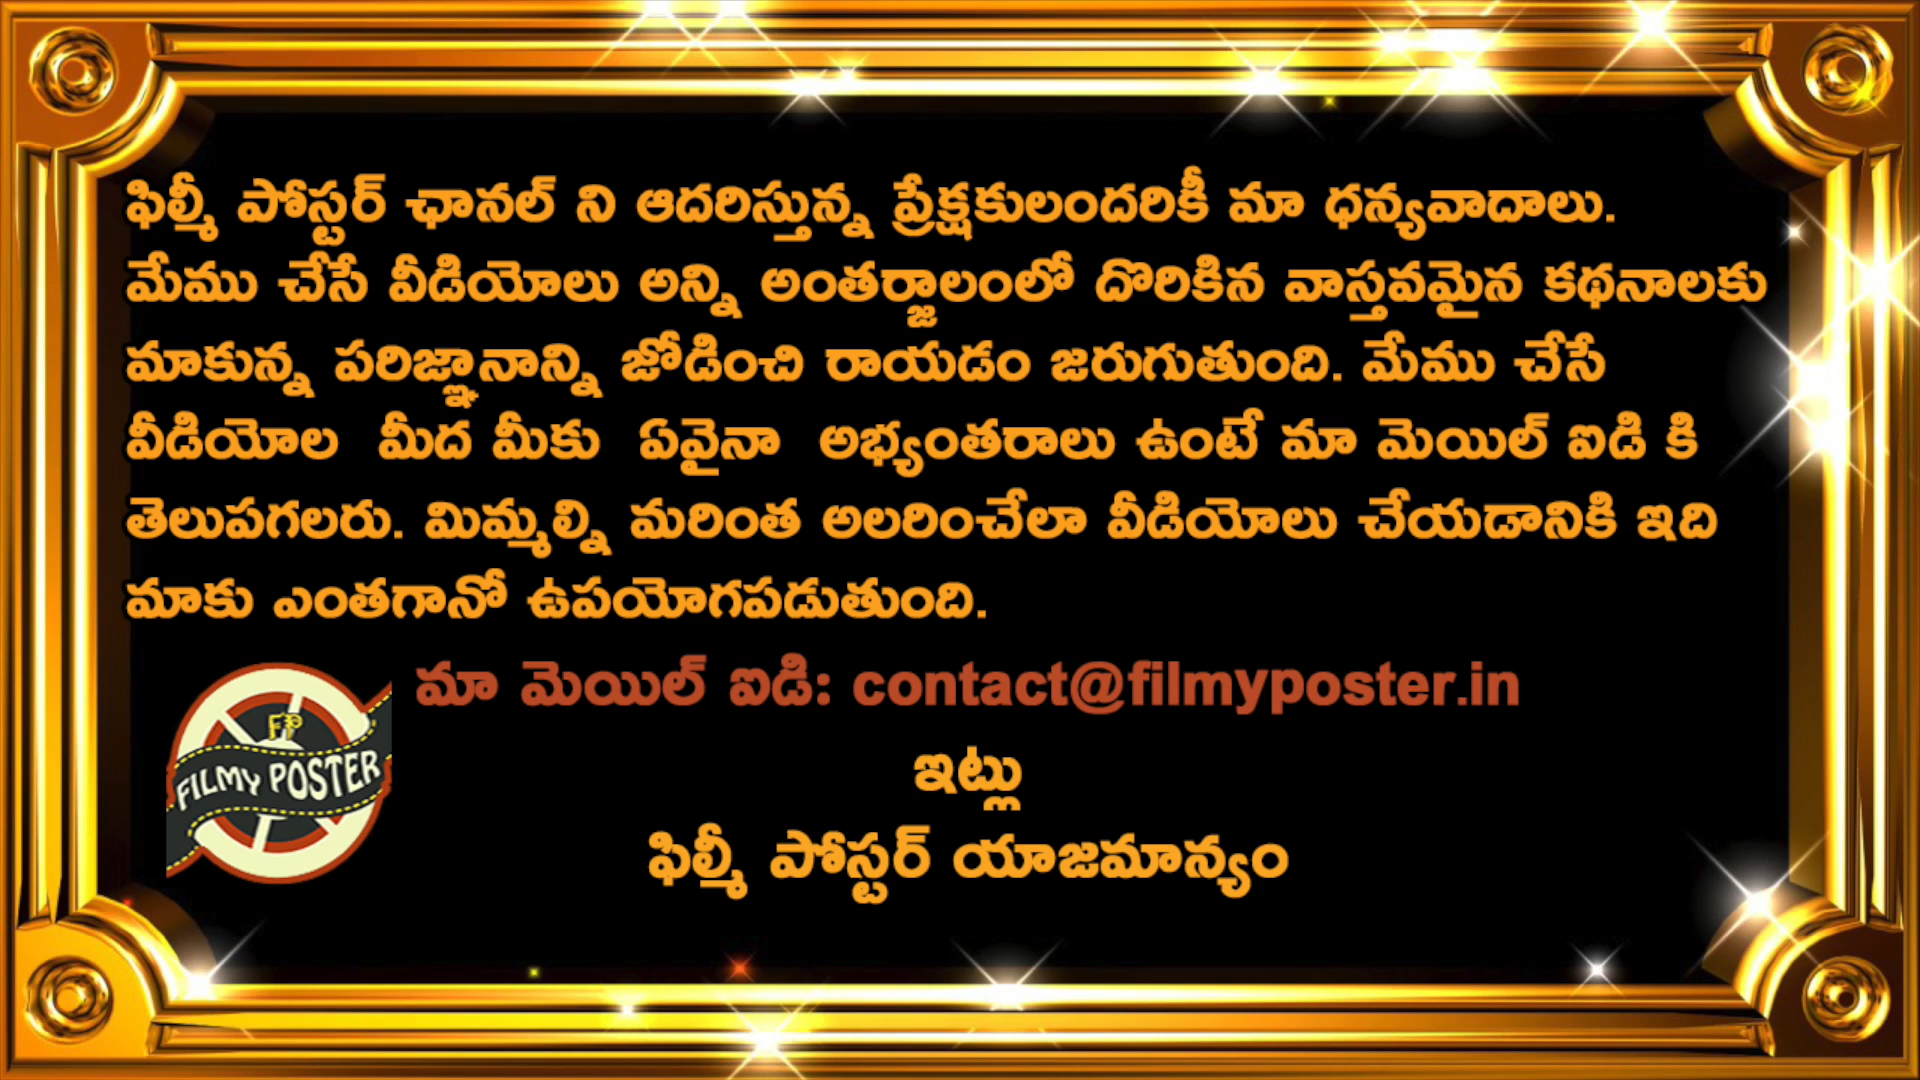 ఫిల్మీ పోస్టర్ ఛానల్ ని ఆదరిస్తున్న ప్రేక్షకులందరికీ మా ధన్యవాదాలు.
మేము చేసే వీడియోలు అన్ని అంతర్జాలంలో దొరికిన వాస్తవమైన కథనాలకు
మాకున్న పరిజ్ఞానాన్ని జోడించి రాయడం జరుగుతుంది. మేము చేసే
వీడియోల మీద మీకు ఏవైనా అభ్యంతరాలు ఉంటే మా మెయిల్ ఐడి కి
తెలుపగలరు. మిమ్మల్ని మరింత అలరించేలా వీడియోలు చేయడానికి ఇది
మాకు ఎంతగానో ఉపయోగపడుతుంది.
మా మెయిల్ ఐడి: contact@filmyposter.in
FP
FILMY POSTER
ఇట్లు
ఫిల్మీ పోస్టర్ యాజమాన్యం